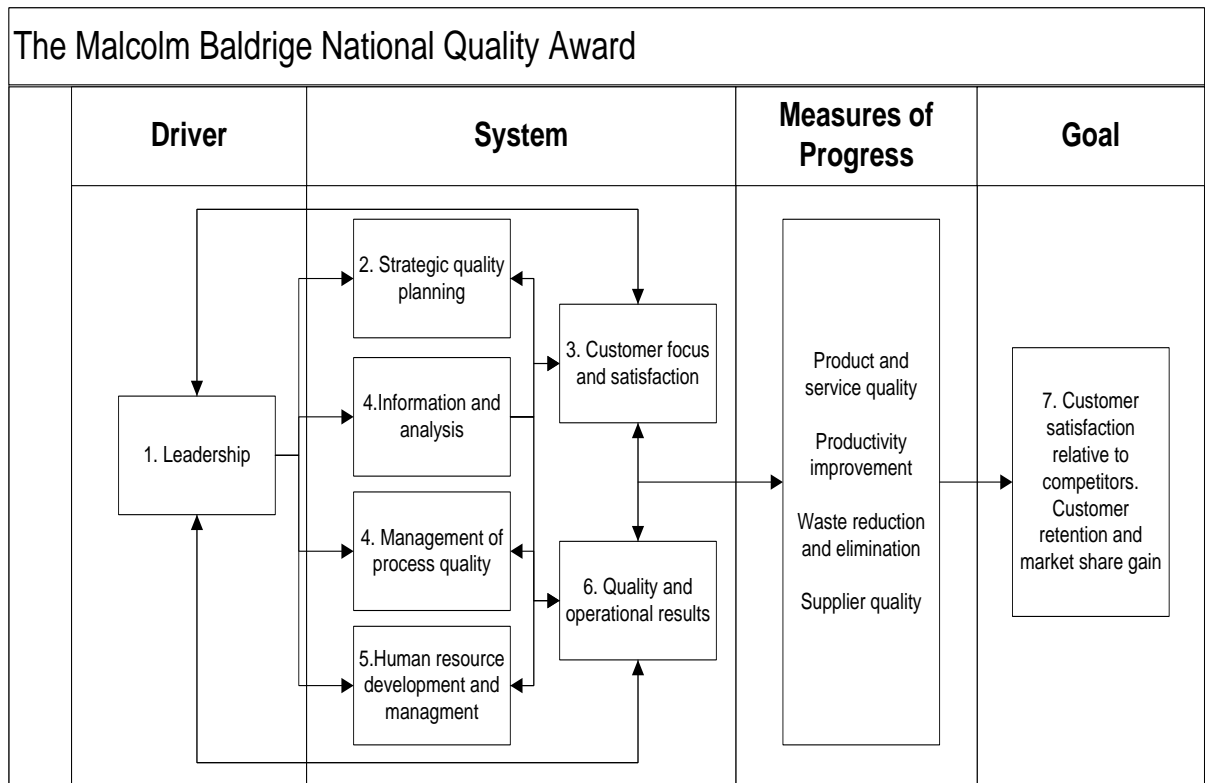 The Malcolm Baldrige National Quality Award
Driver
System
Measures of
Progress
Goal
1. Leadership
2. Strategic quality
planning
4.Information and
analysis
4. Management of
process quality
5.Human resource
development and
managment
3. Customer focus
and satisfaction
6. Quality and
operational results
Product and
service quality
Productivity
improvement
Waste reduction
and elimination
Supplier quality
7. Customer
satisfaction
relative to
competitors.
Customer
retention and
market share gain